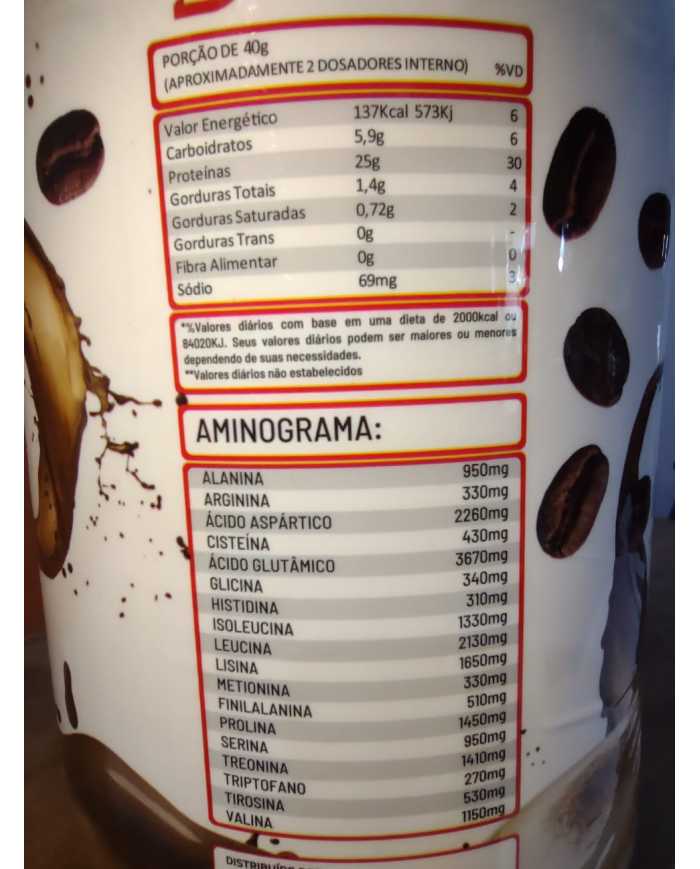 PORÇÃO DE 40g
(APROXIMADAMENTE 2 DOSADORES INTERNO) %VD
Valor Energético 137Kcal 573Kj 6
Carboidratos 5,9g 6
Proteínas 25g 30
Gorduras Totais 1,4g 4
Gorduras Saturadas 0,72g 2
Gorduras Trans 0g -
Fibra Alimentar 0g 0
Sódio 69mg 3
*%Valores diários com base em uma dieta de 2000kcal ou
84020KJ. Seus valores diários podem ser maiores ou menores
dependendo de suas necessidades.
**Valores diários não estabelecidos
AMINOGRAMA:
ALANINA 950mg
ARGININA 330mg
ÁCIDO ASPÁRTICO 2260mg
CISTEÍNA 430mg
ÁCIDO GLUTÂMICO 3670mg
GLICINA 340mg
HISTIDINA 310mg
ISOLEUCINA 1330mg
LEUCINA 2130mg
LISINA 1650mg
METIONINA 330mg
FINILALANINA 510mg
PROLINA 1450mg
SERINA 950mg
TREONINA 1410mg
TRIPTOFANO 270mg
TIROSINA 530mg
VALINA 1150mg